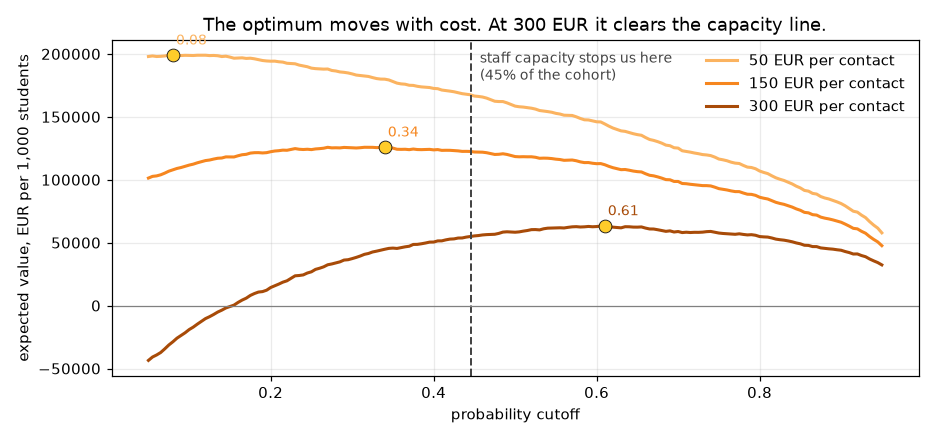 The optimum moves with cost. At 300 EUR it clears the capacity line.
0.08
staff capacity stops us here
(45% of the cohort)
50 EUR per contact
150 EUR per contact
300 EUR per contact
0.34
0.61
expected value, EUR per 1,000 students
200000
150000
100000
50000
0
−50000
0.2
0.4
0.6
0.8
probability cutoff